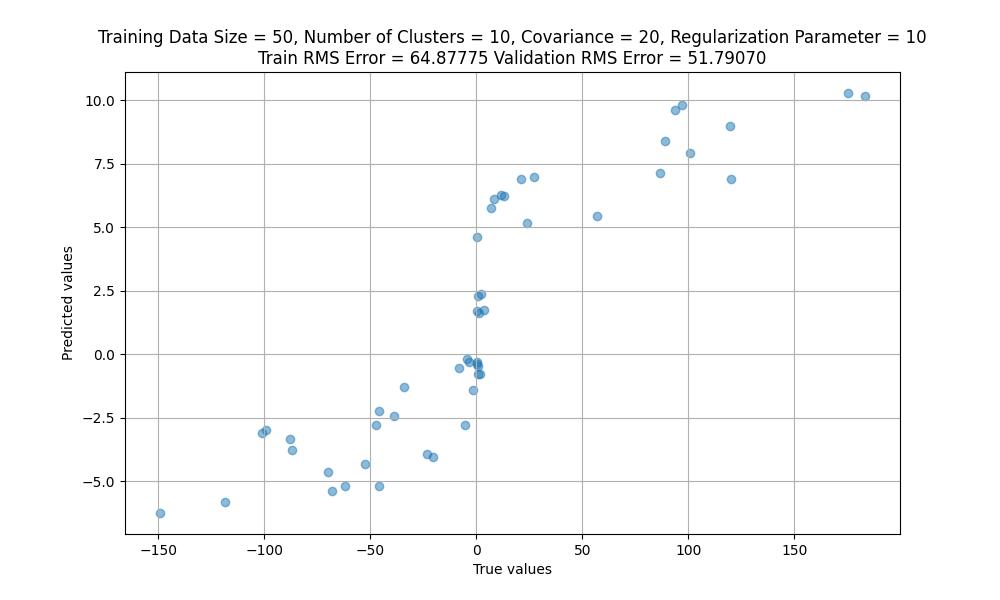 Training Data Size = 50, Number of Clusters = 10, Covariance = 20, Regularization Parameter = 10
Train RMS Error = 64.87775 Validation RMS Error = 51.79070
10.0
7.5
5.0
2.5
0.0
−2.5
−5.0
Predicted values
−150 −100 −50 0 50 100 150
True values